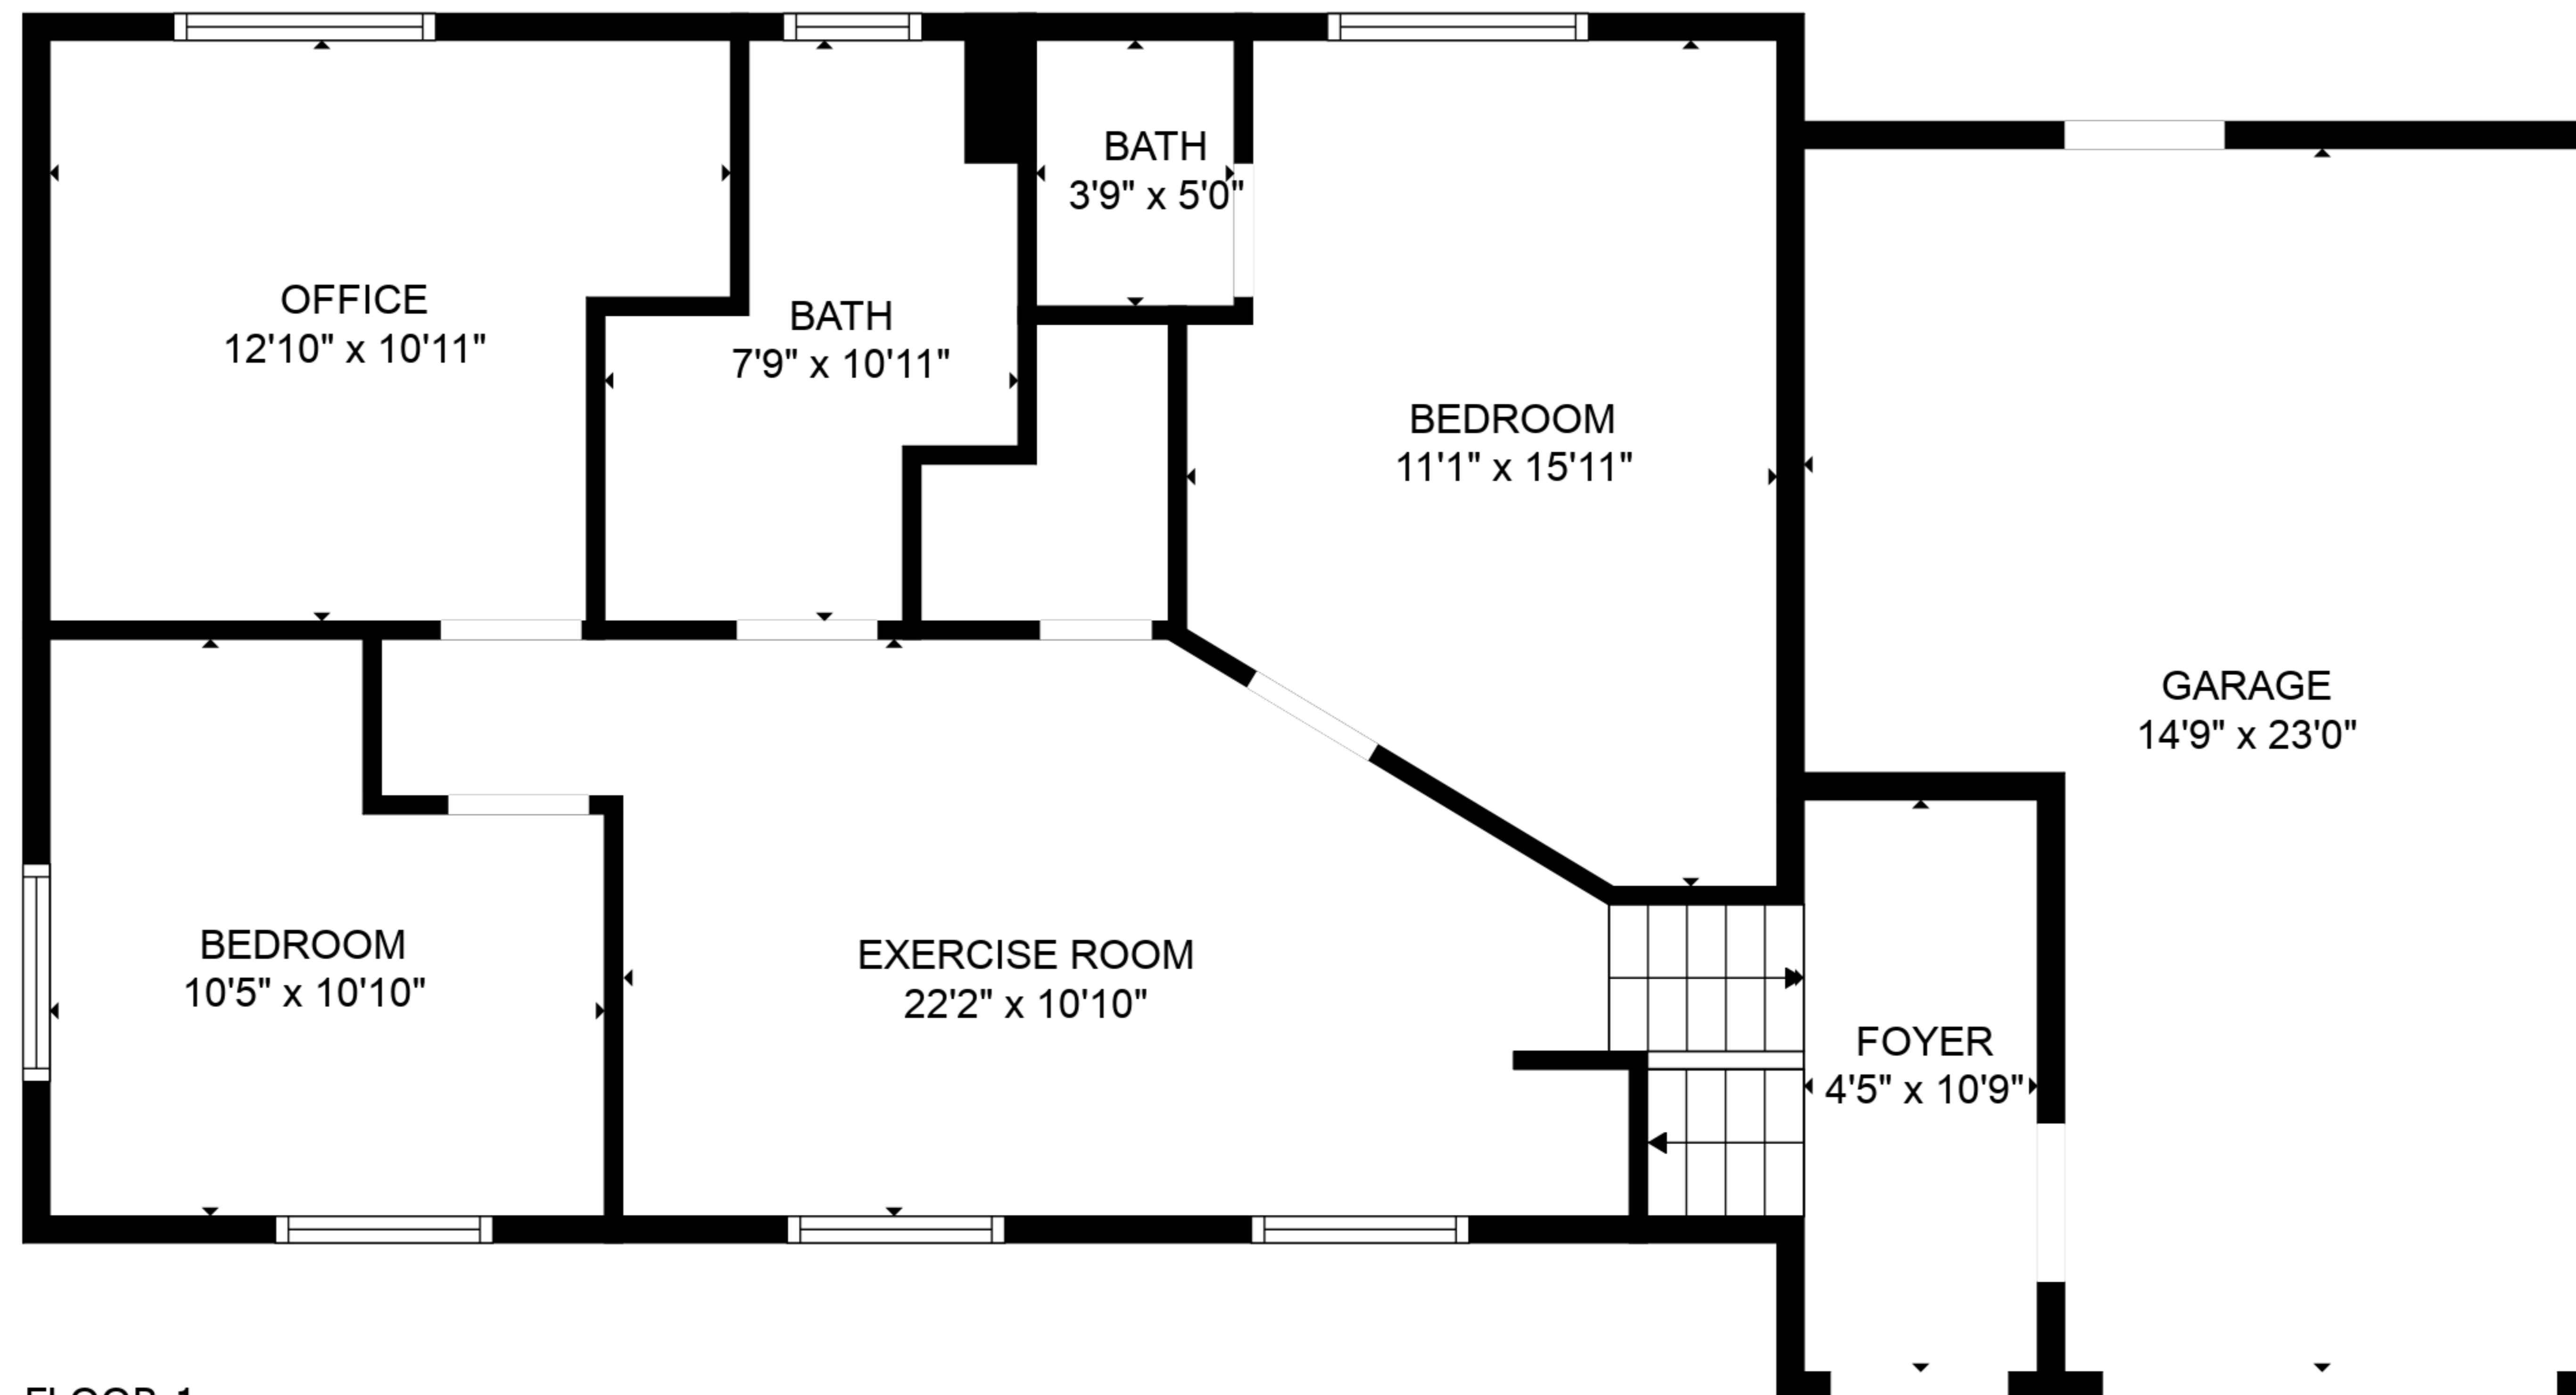 BATH
3'9" x 5'0"
OFFICE
12'10" x 10'11"
BATH
7'9" x 10'11"
BEDROOM
11'1" x 15'11"
GARAGE
14'9" x 23'0"
BEDROOM
10'5" x 10'10"
EXERCISE ROOM
22'2" x 10'10"
FOYER
4'5" x 10'9"
FLOOR 1